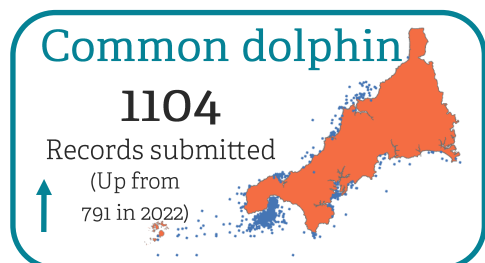 Common dolphin
1104
Records submitted
(Up from
791 in 2022)